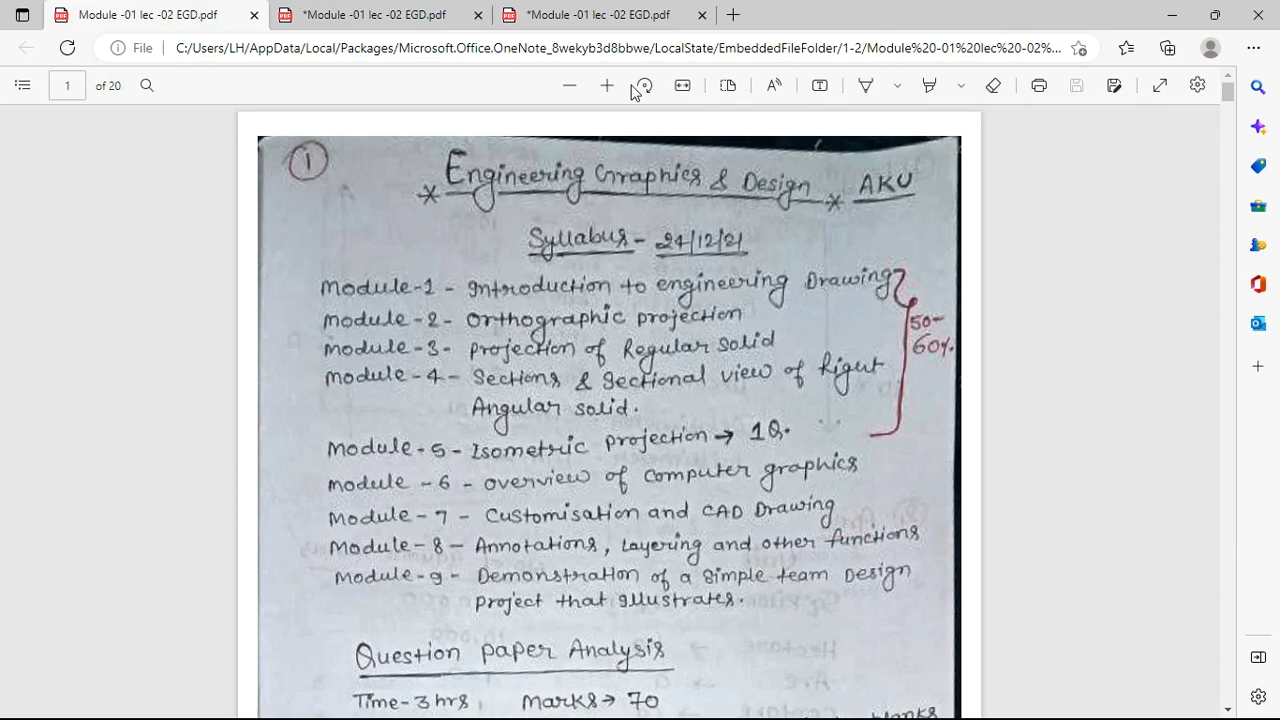 Module -01 lec -02 EGD.pdf
*Module -01 lec -02 EGD.pdf
*Module -01 lec -02 EGD.pdf
File
C:/Users/LH/AppData/Local/Packages/Microsoft.Office.OneNote_8wekyb3d8bbwe/LocalState/EmbeddedFileFolder/1-2/Module%20-01%20lec%20-02%...
1 of 20
1
* Engineering Graphics & Design * AKU
Syllabus - 24/12/21
Module-1 - Introduction to engineering Drawing
Module-2- Orthographic projection
50-
Module-3- Projection of Regular solid
60%
Module-4- Sections & Sectional view of Right
Angular solid.
Module-5- Isometric projection → 1Q.
Module-6- overview of computer graphics
Module-7- Customisation and CAD Drawing
Module-8- Annotations, Layering and other functions
Module-9- Demonstration of a simple team Design
project that illustrates.
Question paper Analysis
Time-3hrs, Marks→ 70
blanks